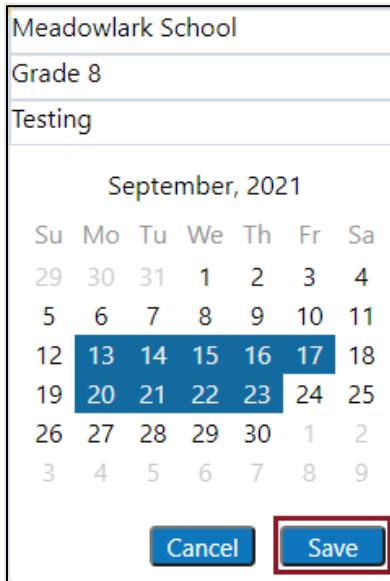 Meadowlark School
Grade 8
Testing
September, 2021
Su Mo Tu We Th Fr Sa
29 30 31 1 2 3 4
5 6 7 8 9 10 11
12 13 14 15 16 17 18
19 20 21 22 23 24 25
26 27 28 29 30 1 2
3 4 5 6 7 8 9
Cancel Save